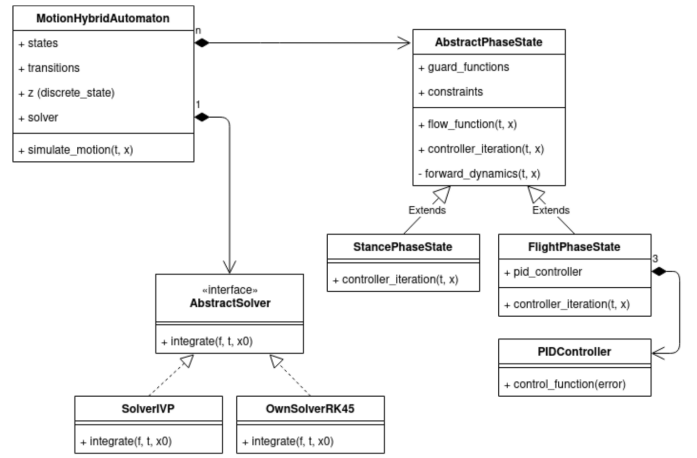 MotionHybridAutomaton
+ states
+ transitions
+ z (discrete_state)
+ solver
+ simulate_motion(t, x)
n
1
AbstractPhaseState
+ guard_functions
+ constraints
+ flow_function(t, x)
+ controller_iteration(t, x)
- forward_dynamics(t, x)
Extends
Extends
StancePhaseState
+ controller_iteration(t, x)
FlightPhaseState
+ pid_controller
+ controller_iteration(t, x)
3
PIDController
+ control_function(error)
«interface»
AbstractSolver
+ integrate(f, t, x0)
SolverIVP
+ integrate(f, t, x0)
OwnSolverRK45
+ integrate(f, t, x0)